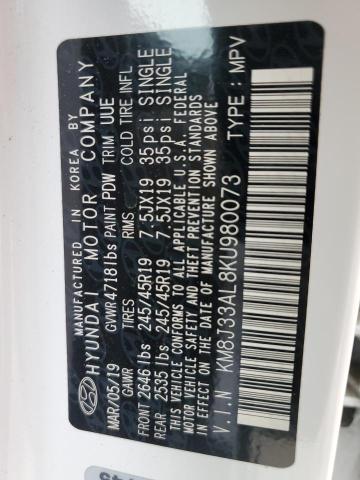 MANUFACTURED IN KOREA BY
HYUNDAI MOTOR COMPANY
MAR/05/19 GVWR 4718lbs PAINT PDW TRIM UUE
GAWR TIRES RIMS COLD TIRE INFL.
FRONT 2646 lbs 245/45R19 7.5JX19 35psi SINGLE
REAR 2535 lbs 245/45R19 7.5JX19 35psi SINGLE
THIS VEHICLE CONFORMS TO ALL APPLICABLE U.S.A FEDERAL
MOTOR VEHICLE SAFETY AND THEFT PREVENTION STANDARDS
IN EFFECT ON THE DATE OF MANUFACTURE SHOWN ABOVE
V.I.N KM8J33AL8KU980073 TYPE: MPV